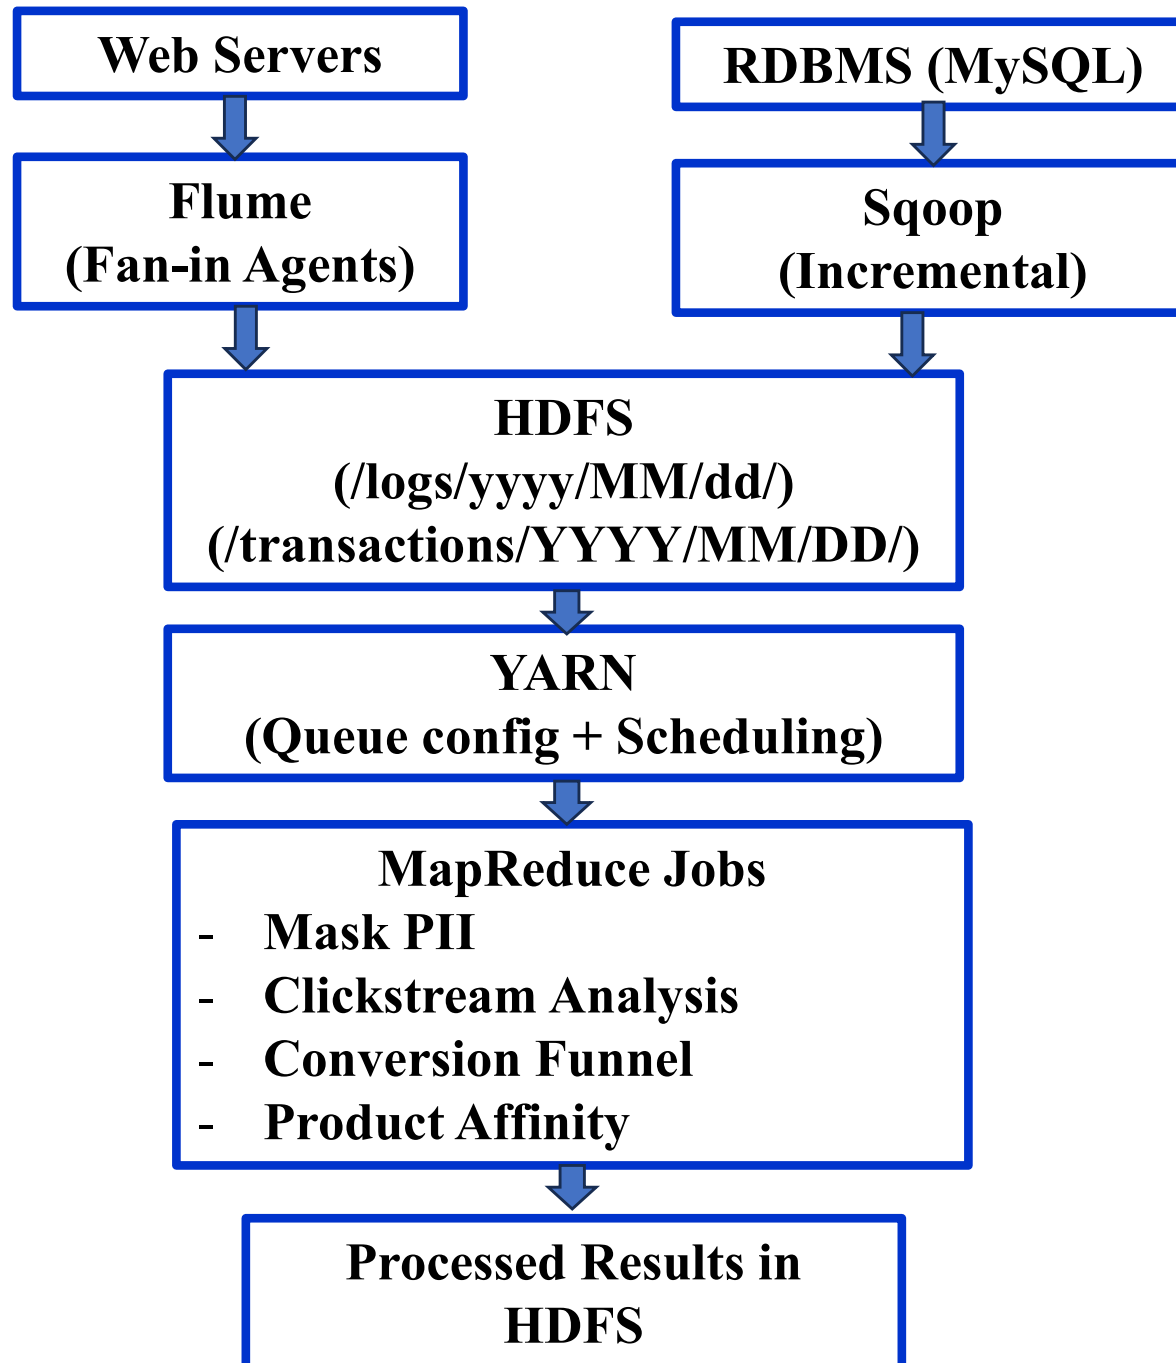 Web Servers
RDBMS (MySQL)
Flume
(Fan-in Agents)
Sqoop
(Incremental)
HDFS
(/logs/yyyy/MM/dd/)
(/transactions/YYYY/MM/DD/)
YARN
(Queue config + Scheduling)
MapReduce Jobs
- Mask PII
- Clickstream Analysis
- Conversion Funnel
- Product Affinity
Processed Results in
HDFS